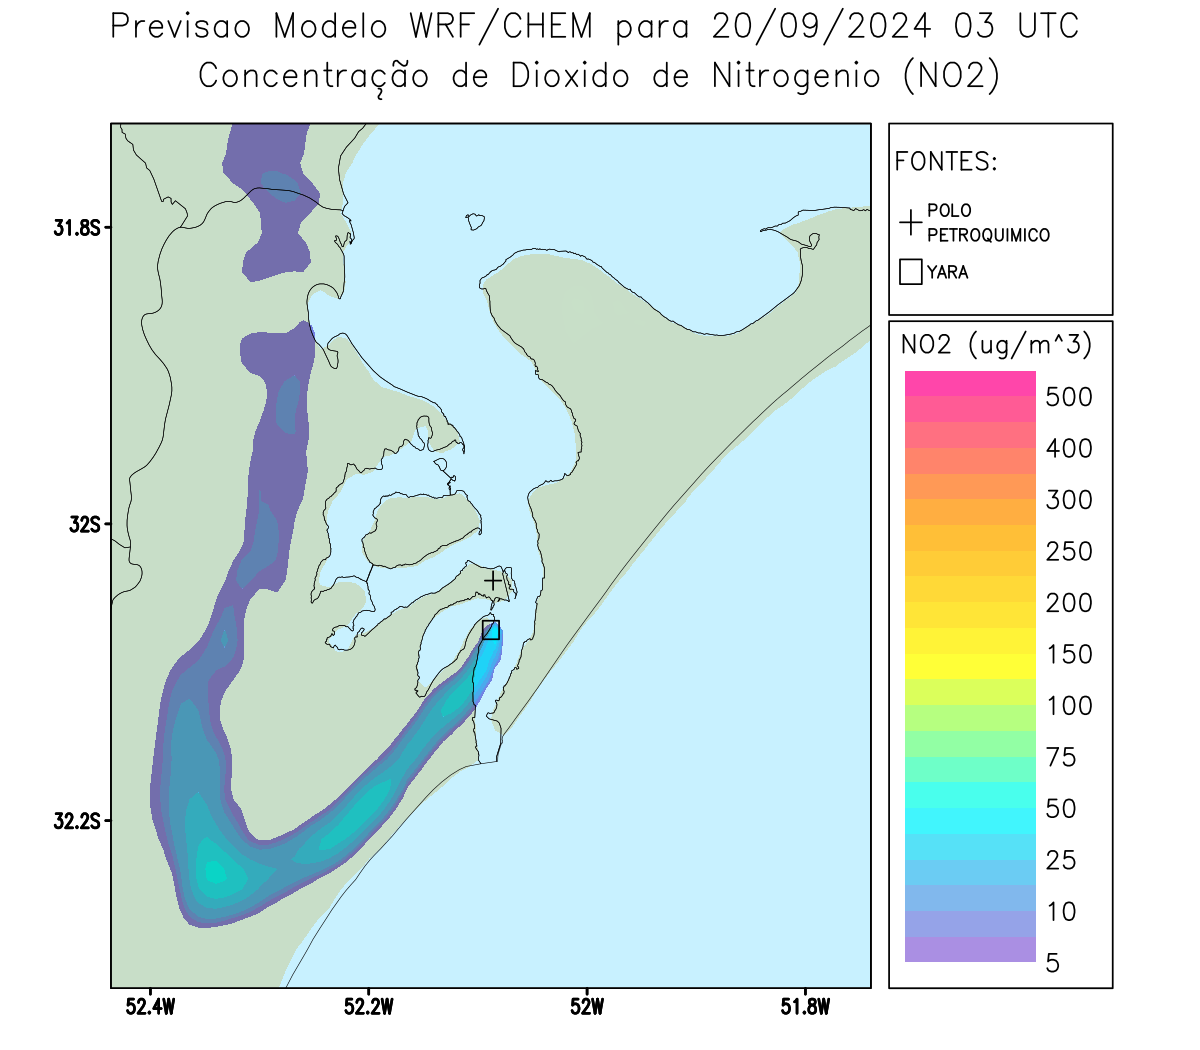 Previsao Modelo WRF/CHEM para 20/09/2024 03 UTC
Concentração de Dioxido de Nitrogenio (NO2)
FONTES:
POLO
PETROQUIMICO
YARA
NO2 (ug/m^3)
500
400
300
250
200
150
100
75
50
25
10
5
31.8S
32S
32.2S
52.4W
52.2W
52W
51.8W